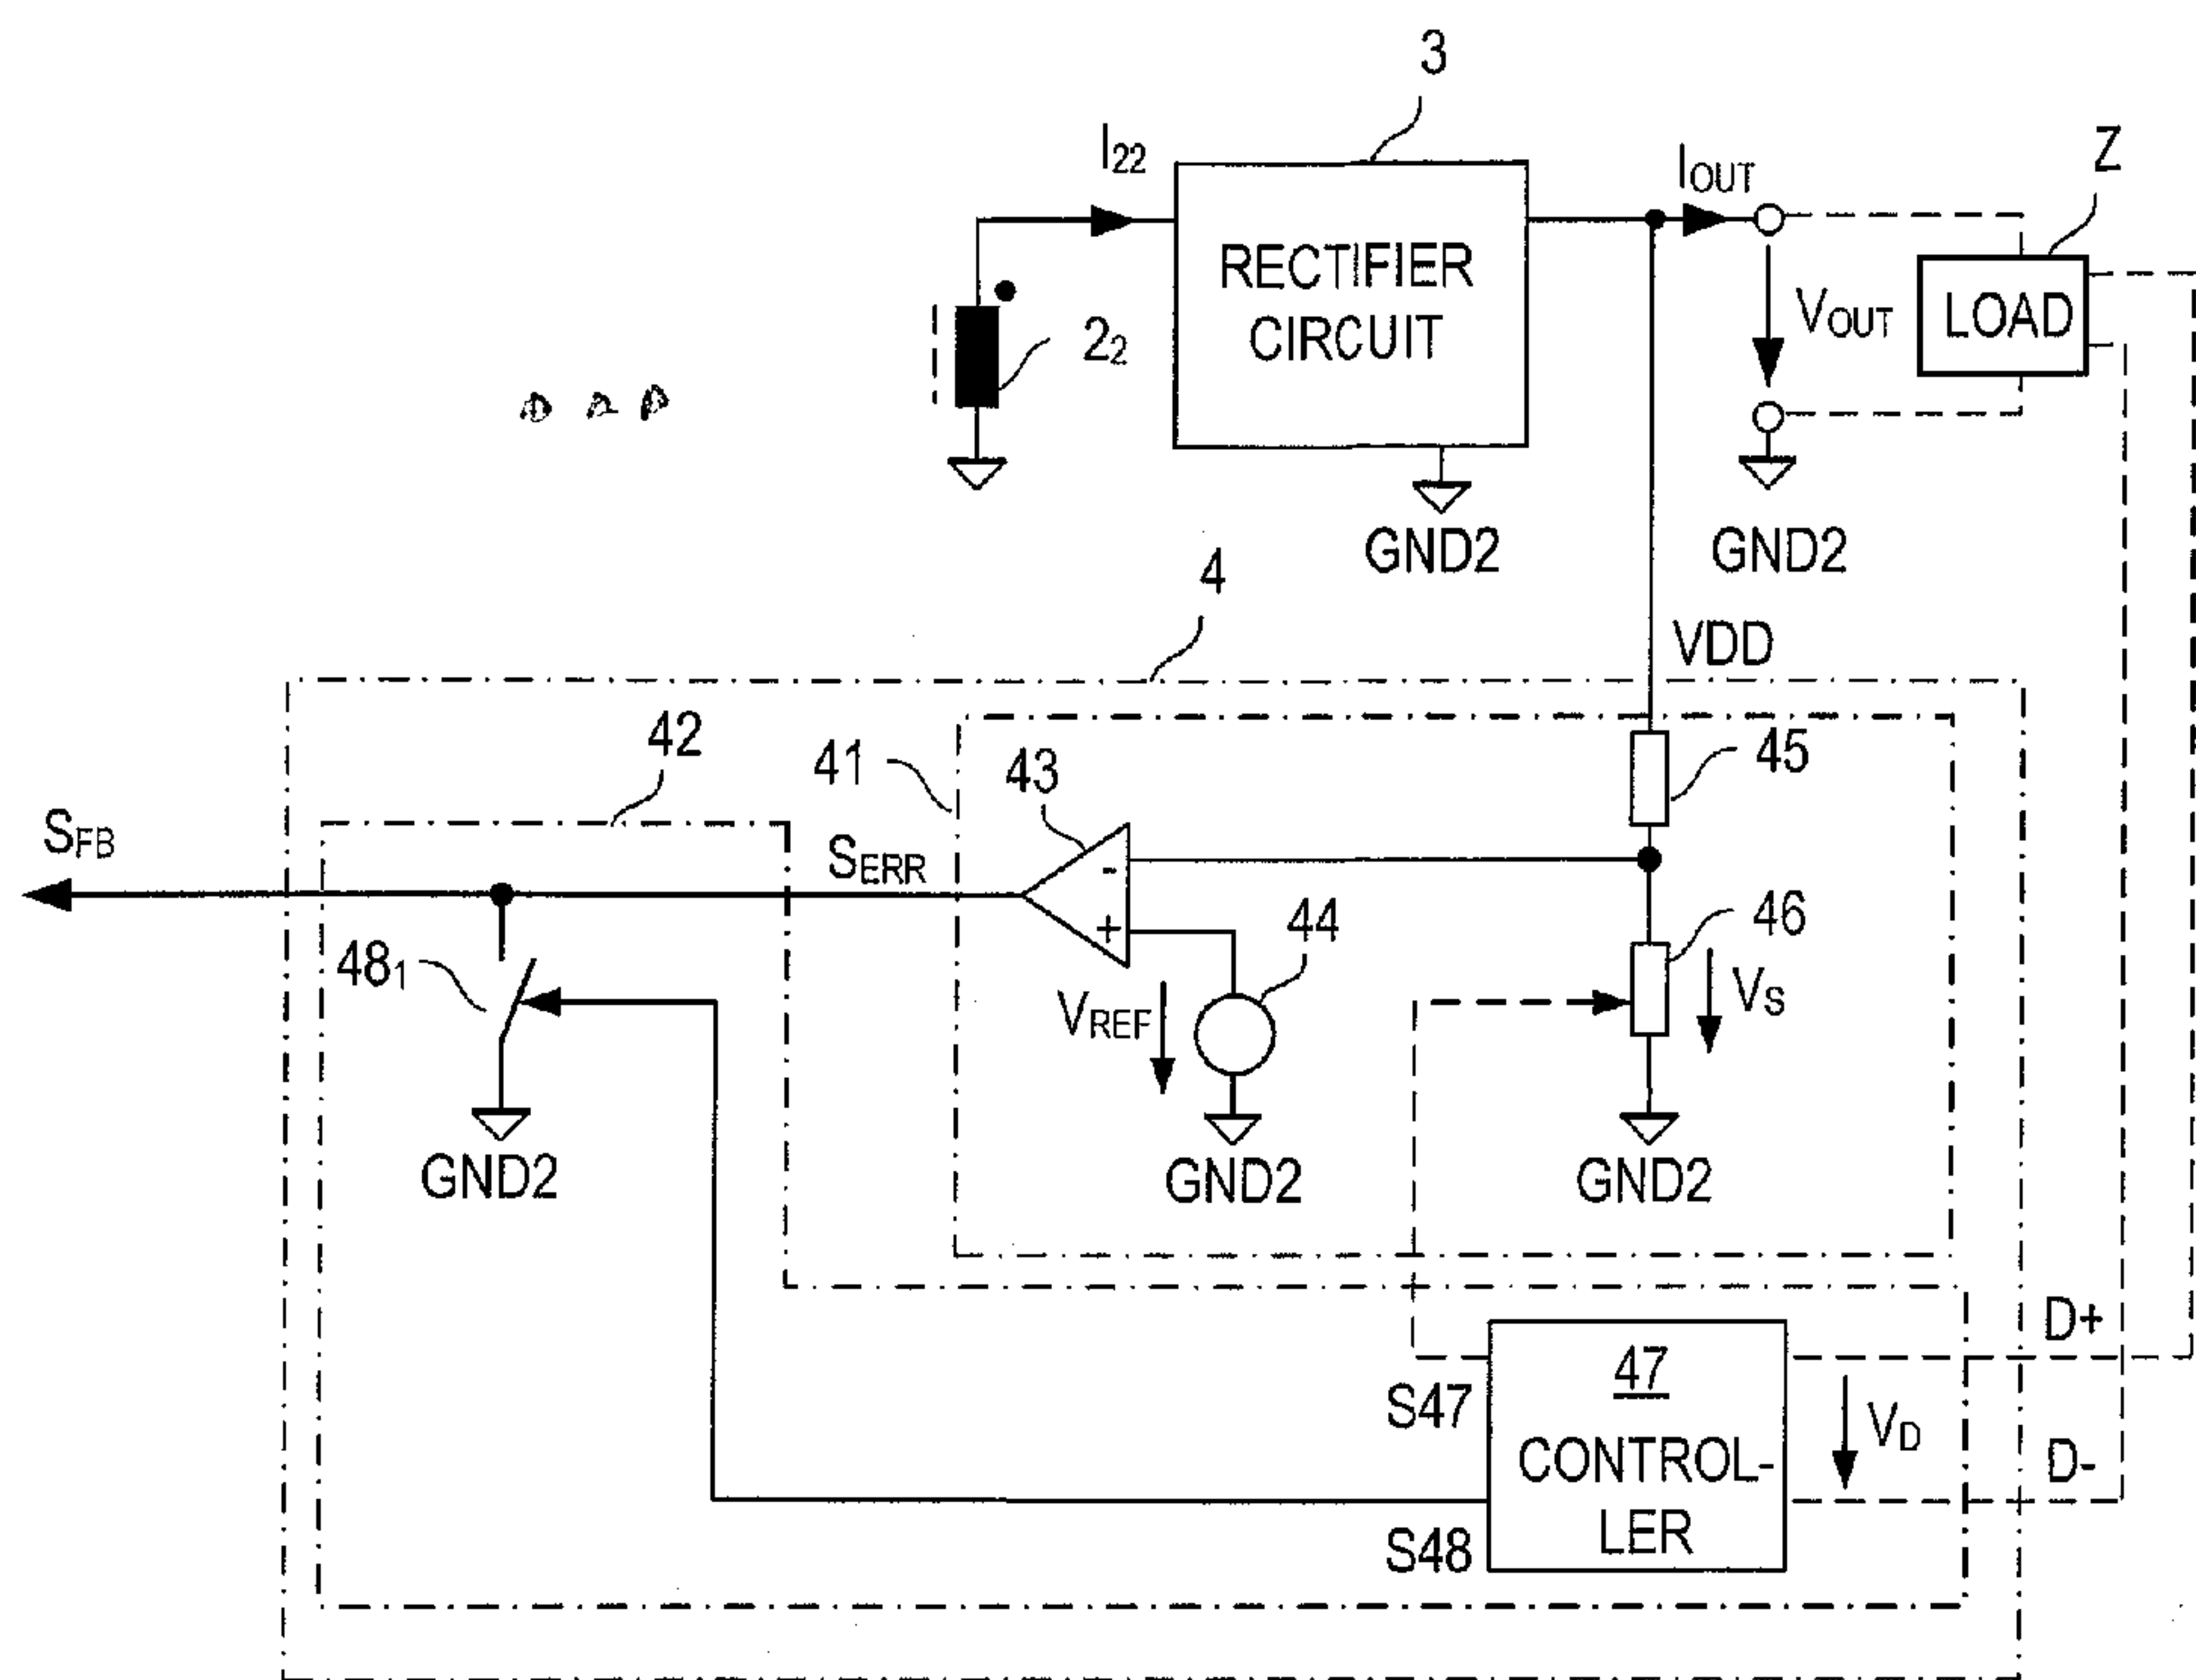 3
I22
IOUT
Z
RECTIFIER
CIRCUIT
VOUT
LOAD
22
GND2
GND2
4
VDD
42
41
43
45
SFB
SERR
-
+
44
46
481
VREF
VS
GND2
GND2
GND2
D+
47
S47
CONTROL-
LER
VD
D-
S48